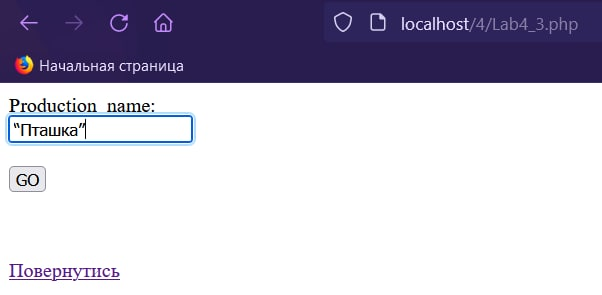 localhost/4/Lab4_3.php
Начальная страница
Production_name:
“Пташка”
GO
Повернутись